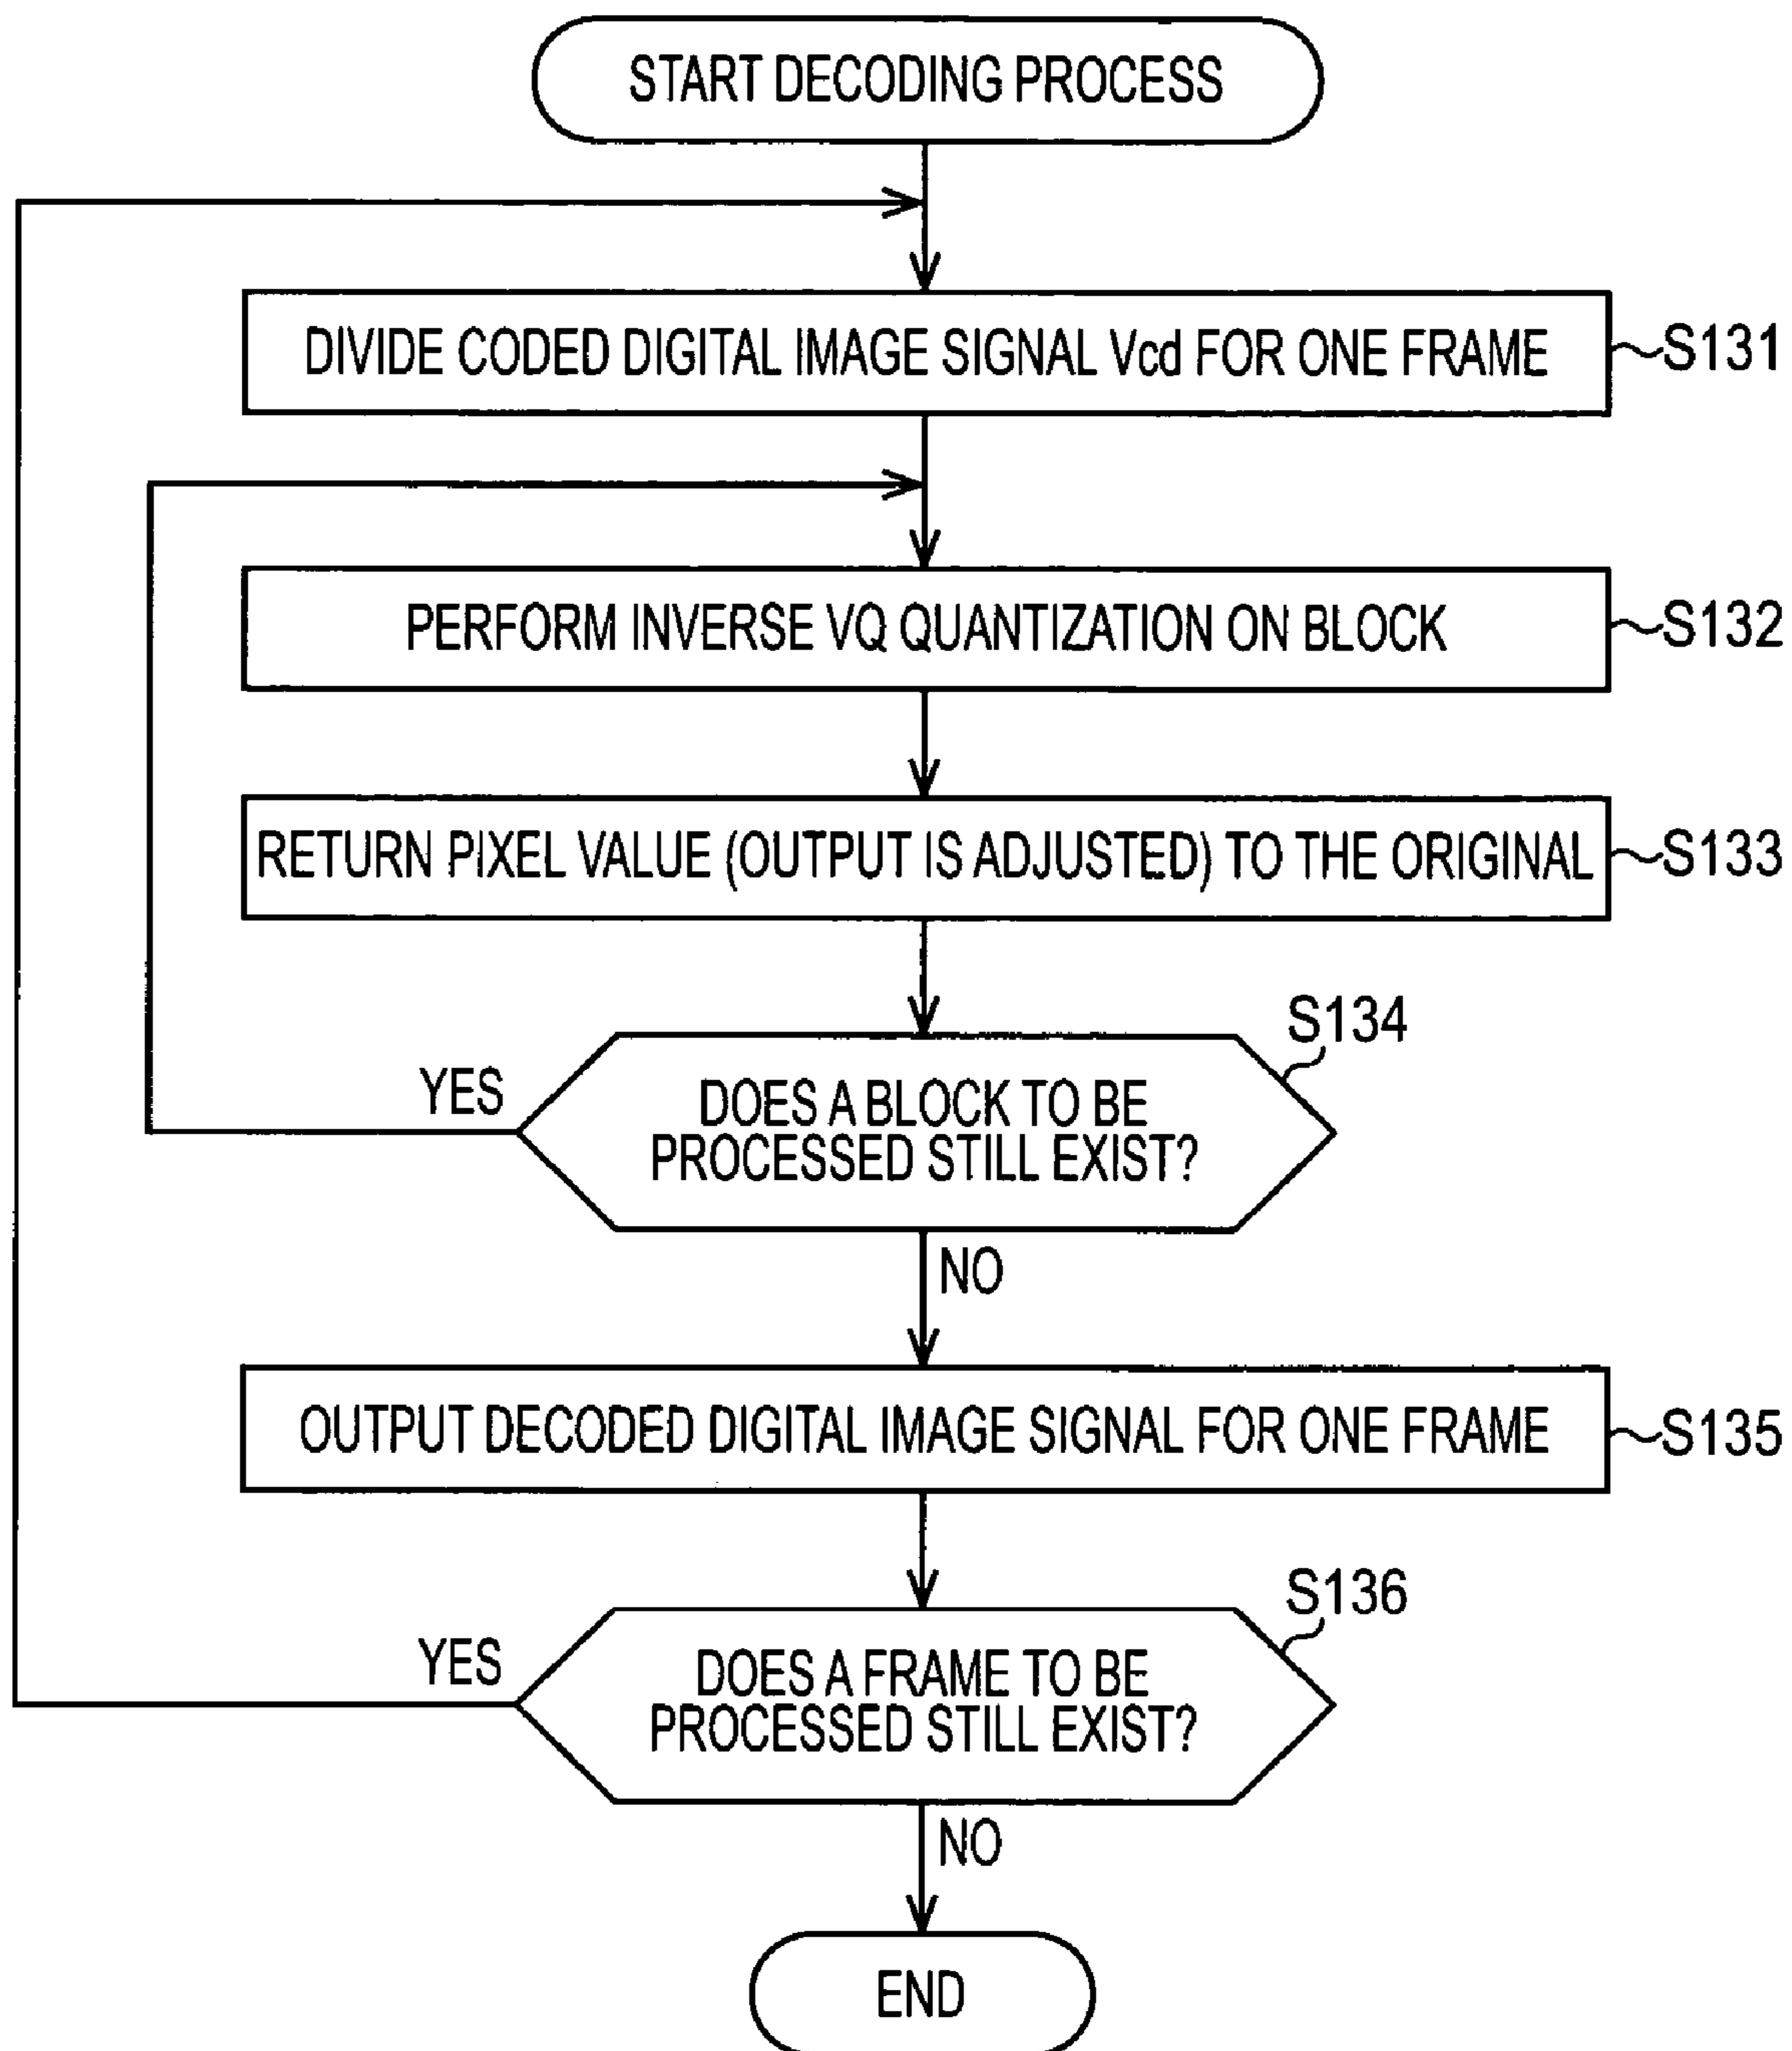 START DECODING PROCESS
DIVIDE CODED DIGITAL IMAGE SIGNAL Vcd FOR ONE FRAME
S131
PERFORM INVERSE VQ QUANTIZATION ON BLOCK
S132
RETURN PIXEL VALUE (OUTPUT IS ADJUSTED) TO THE ORIGINAL
S133
S134
YES
DOES A BLOCK TO BE
PROCESSED STILL EXIST?
NO
OUTPUT DECODED DIGITAL IMAGE SIGNAL FOR ONE FRAME
S135
S136
YES
DOES A FRAME TO BE
PROCESSED STILL EXIST?
NO
END